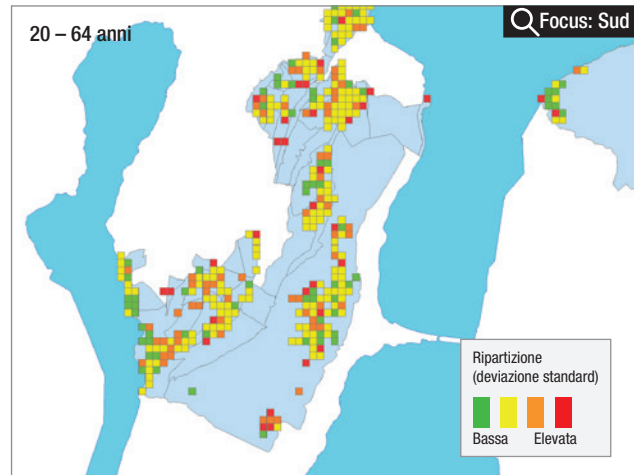 20 – 64 anni
Focus: Sud
Ripartizione
(deviazione standard)
Bassa Elevata